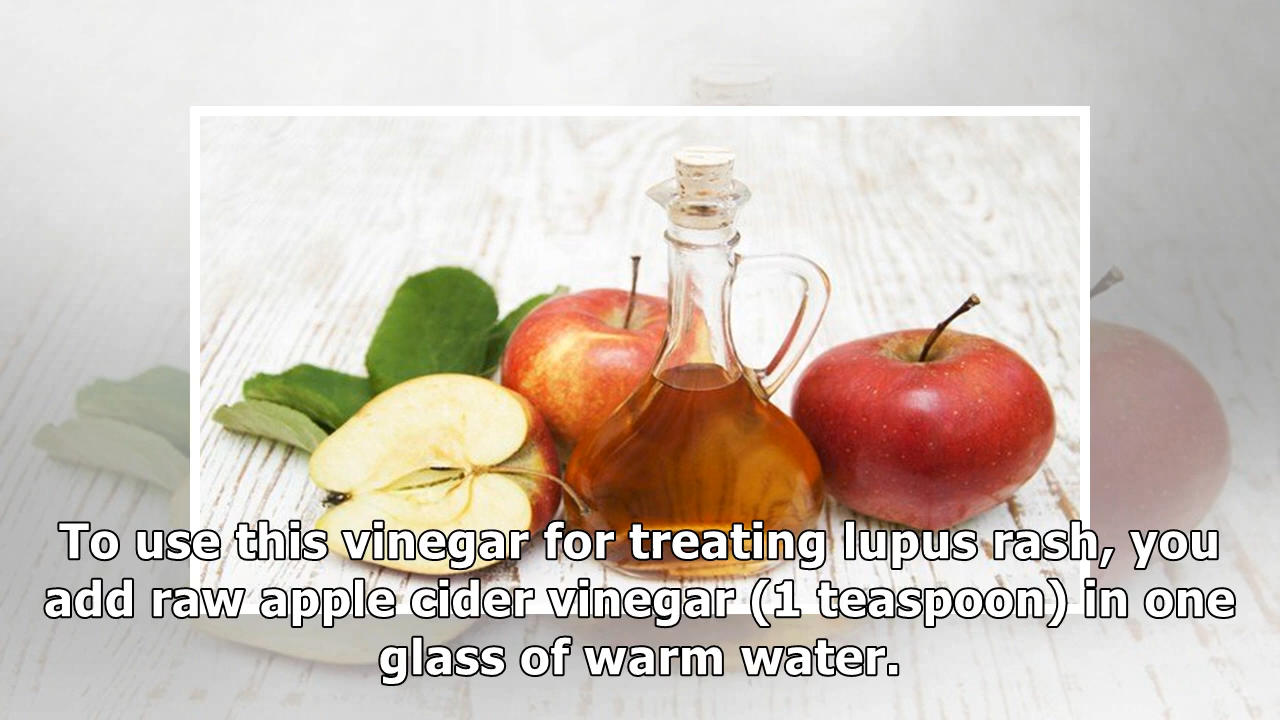 To use this vinegar for treating lupus rash, you
add raw apple cider vinegar (1 teaspoon) in one
glass of warm water.